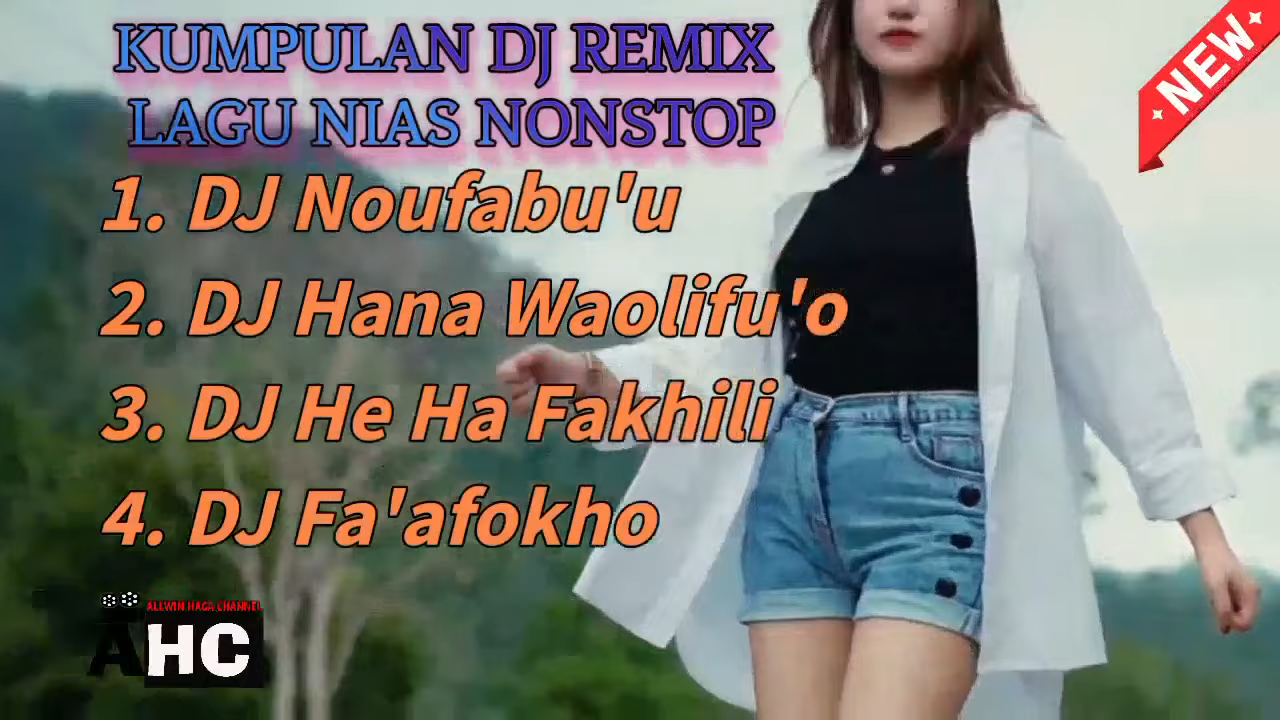 KUMPULAN DJ REMIX
LAGU NIAS NONSTOP
NEW
1. DJ Noufabu'u
2. DJ Hana Waolifu'o
3. DJ He Ha Fakhili
4. DJ Fa'afokho
ALLWIN HAGA CHANNEL
AHC